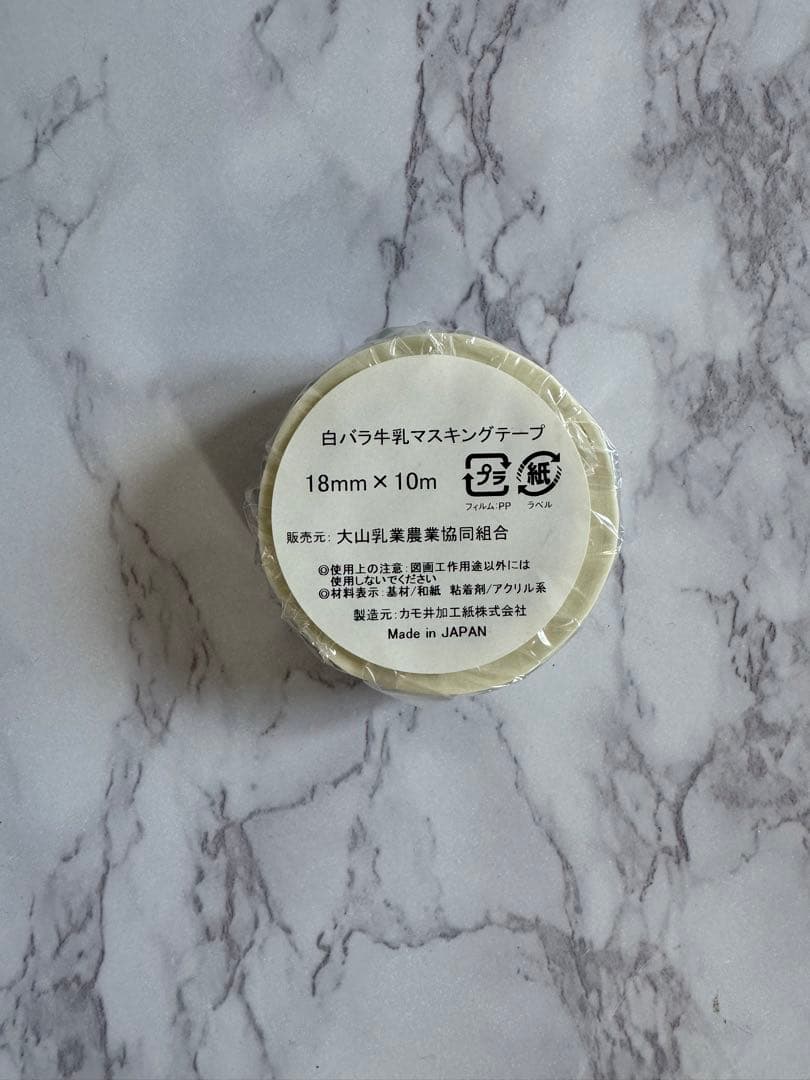 白バラ牛乳マスキングテープ
18mm×10m
プラ 紙
フィルム:PP ラベル
販売元: 大山乳業農業協同組合
◎使用上の注意:図画工作用途以外には
使用しないでください
◎材料表示:基材/和紙 粘着剤/アクリル系
製造元:カモ井加工紙株式会社
Made in JAPAN